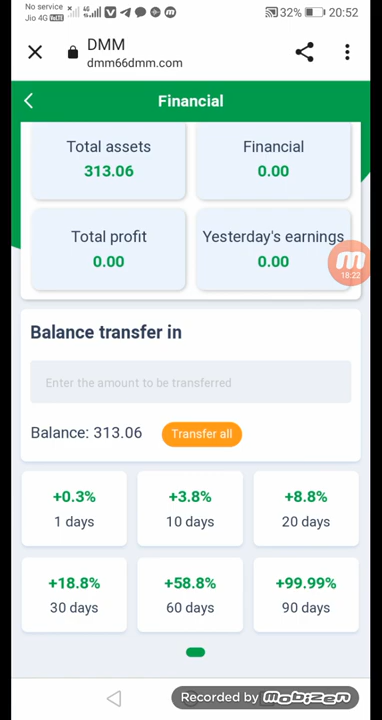 No service
Jio 4G VoLTE
32%
20:52
DMM
dmm66dmm.com
Financial
Total assets
313.06
Financial
0.00
Total profit
0.00
Yesterday's earnings
0.00
18:22
Balance transfer in
Enter the amount to be transferred
Balance: 313.06
Transfer all
+0.3%
1 days
+3.8%
10 days
+8.8%
20 days
+18.8%
30 days
+58.8%
60 days
+99.99%
90 days
Recorded by mobizen